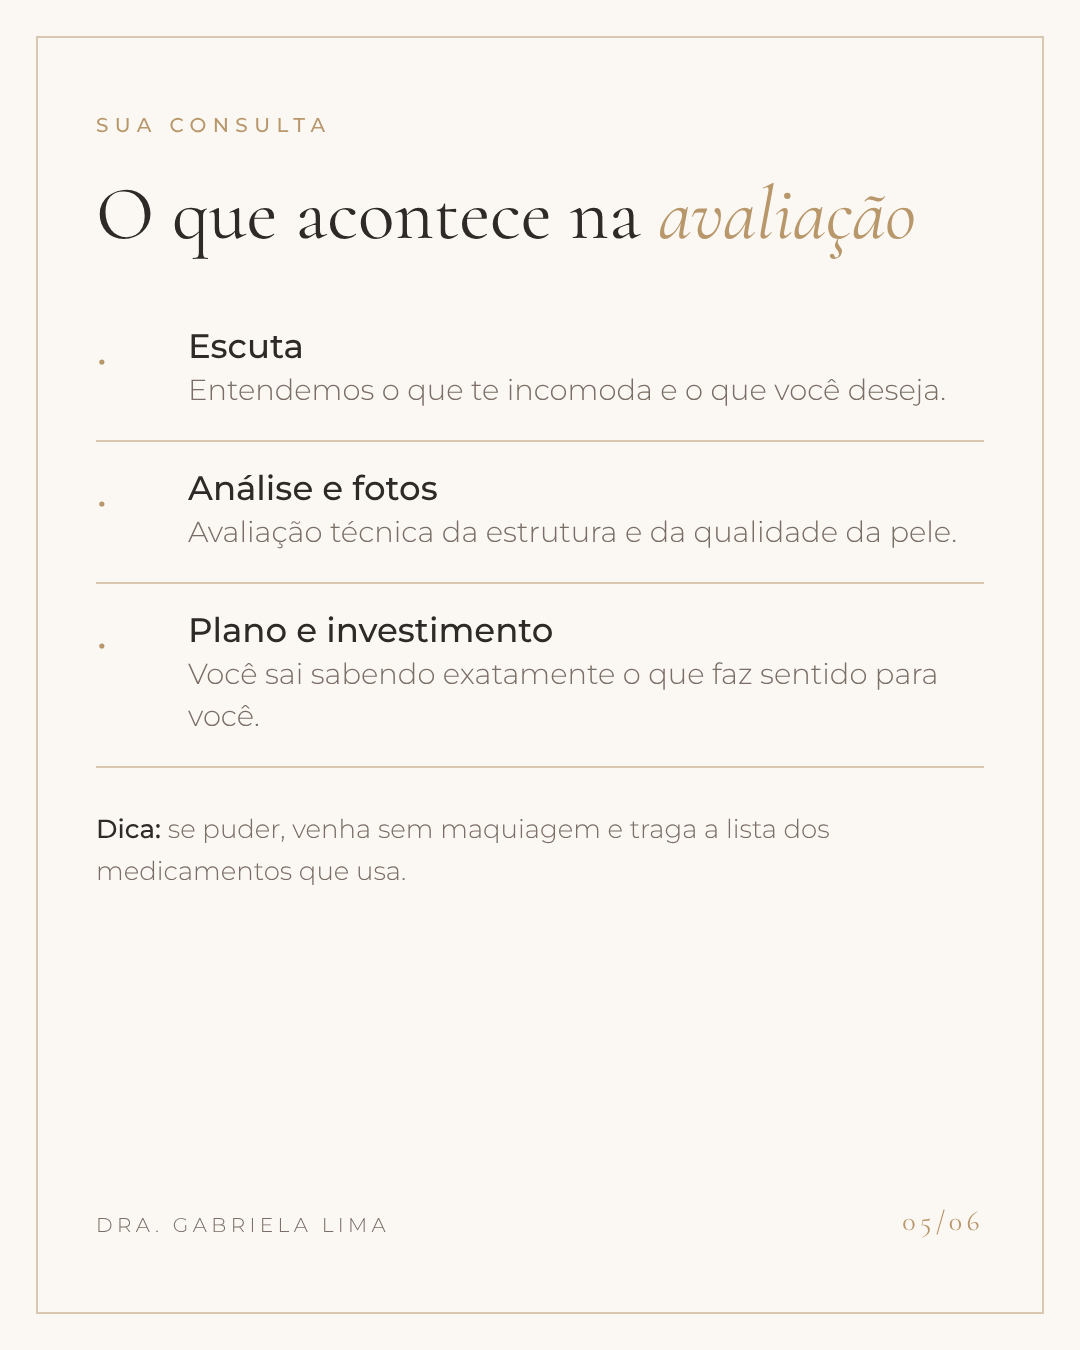 SUA CONSULTA
O que acontece na avaliação
· Escuta
Entendemos o que te incomoda e o que você deseja.
· Análise e fotos
Avaliação técnica da estrutura e da qualidade da pele.
· Plano e investimento
Você sai sabendo exatamente o que faz sentido para
você.
Dica: se puder, venha sem maquiagem e traga a lista dos
medicamentos que usa.
DRA. GABRIELA LIMA
05/06